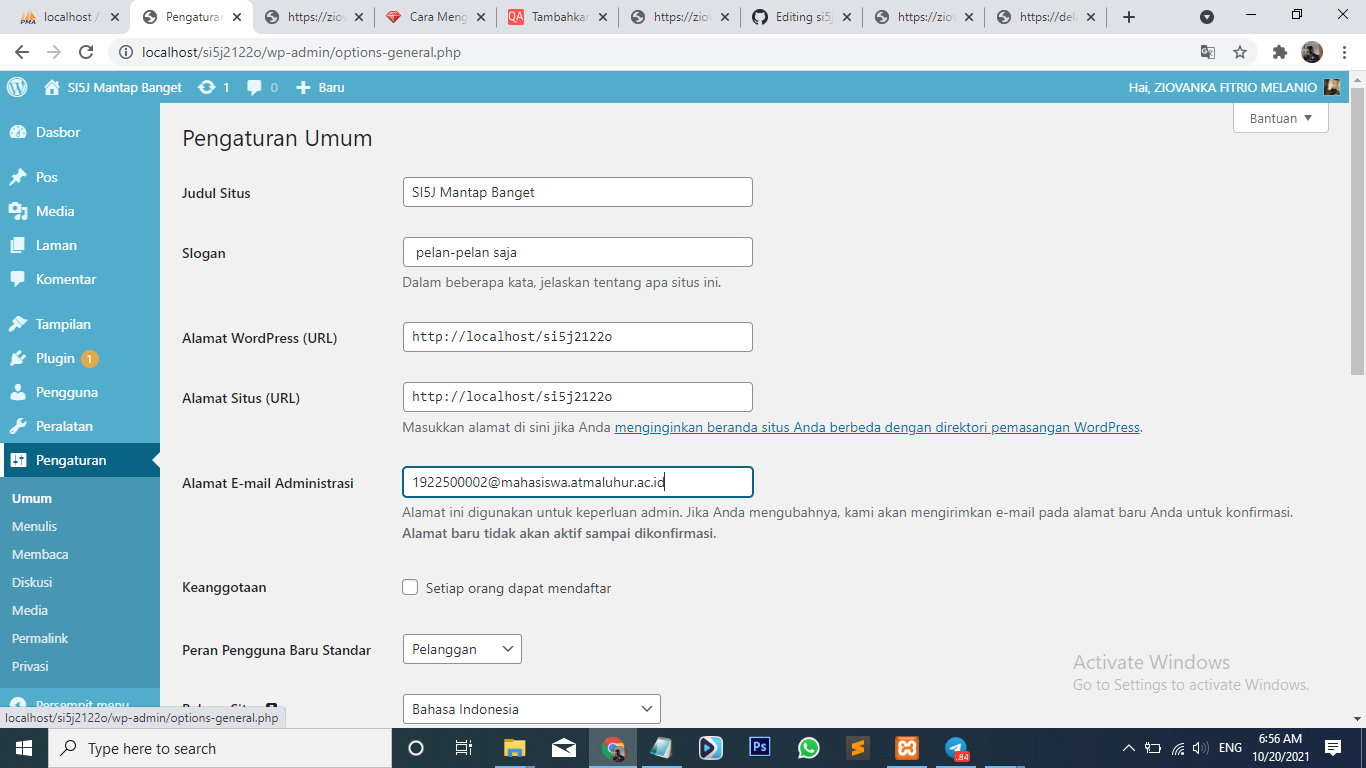 localhost /
Pengaturan
https://ziov
Cara Meng
Tambahkan
https://ziov
Editing si5j
https://ziov
https://dela
localhost/si5j2122o/wp-admin/options-general.php
SI5J Mantap Banget
1
0
Baru
Hai, ZIOVANKA FITRIO MELANIO
Bantuan
Dasbor
Pos
Media
Laman
Komentar
Tampilan
Plugin 1
Pengguna
Peralatan
Pengaturan
Umum
Menulis
Membaca
Diskusi
Media
Permalink
Privasi
Persempit menu
Pengaturan Umum
Judul Situs
SI5J Mantap Banget
Slogan
pelan-pelan saja
Dalam beberapa kata, jelaskan tentang apa situs ini.
Alamat WordPress (URL)
http://localhost/si5j2122o
Alamat Situs (URL)
http://localhost/si5j2122o
Masukkan alamat di sini jika Anda menginginkan beranda situs Anda berbeda dengan direktori pemasangan WordPress.
Alamat E-mail Administrasi
1922500002@mahasiswa.atmaluhur.ac.id
Alamat ini digunakan untuk keperluan admin. Jika Anda mengubahnya, kami akan mengirimkan e-mail pada alamat baru Anda untuk konfirmasi.
Alamat baru tidak akan aktif sampai dikonfirmasi.
Keanggotaan
Setiap orang dapat mendaftar
Peran Pengguna Baru Standar
Pelanggan
Bahasa Indonesia
Activate Windows
Go to Settings to activate Windows.
localhost/si5j2122o/wp-admin/options-general.php
Type here to search
Ps
84
ENG
6:56 AM
10/20/2021